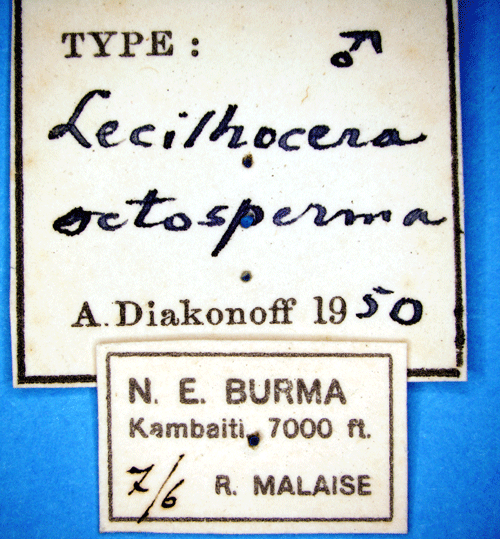 TYPE : ♂
Lecithocera
octosperma
A. Diakonoff 1950
N. E. BURMA
Kambaiti, 7000 ft.
7/6 R. MALAISE